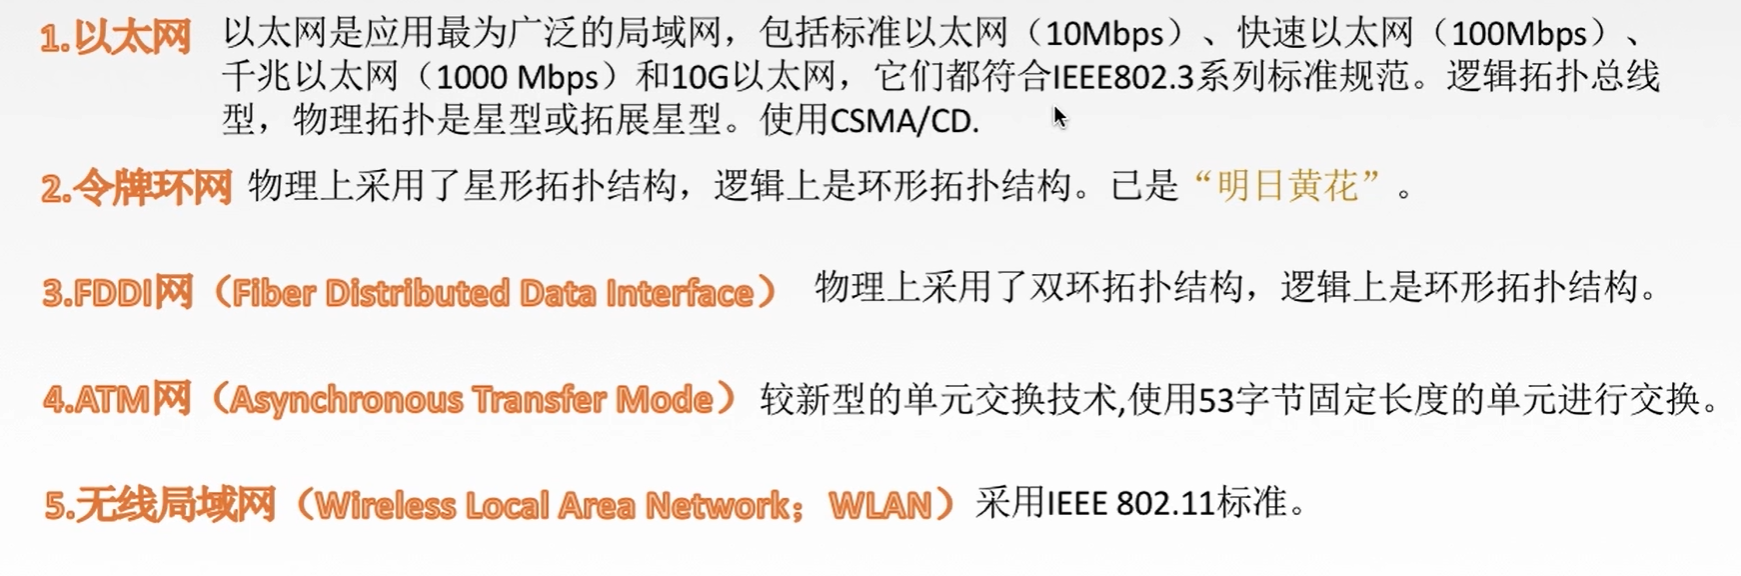 1.以太网 以太网是应用最为广泛的局域网，包括标准以太网（10Mbps）、快速以太网（100Mbps）、
千兆以太网（1000 Mbps）和10G以太网，它们都符合IEEE802.3系列标准规范。逻辑拓扑总线
型，物理拓扑是星型或拓展星型。使用CSMA/CD.
2.令牌环网 物理上采用了星形拓扑结构，逻辑上是环形拓扑结构。已是“明日黄花”。
3.FDDI网（Fiber Distributed Data Interface） 物理上采用了双环拓扑结构，逻辑上是环形拓扑结构。
4.ATM网（Asynchronous Transfer Mode） 较新型的单元交换技术,使用53字节固定长度的单元进行交换。
5.无线局域网（Wireless Local Area Network；WLAN） 采用IEEE 802.11标准。